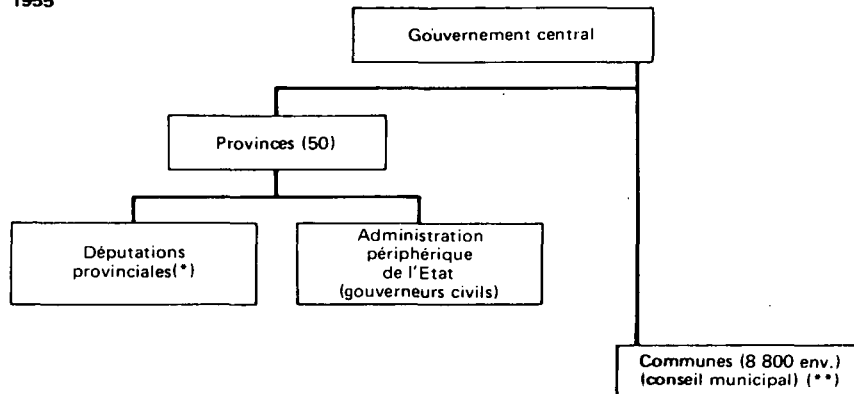 1955
Gouvernement central
Provinces (50)
Députations
provinciales(*)
Administration
périphérique
de l'Etat
(gouverneurs civils)
Communes (8 800 env.)
(conseil municipal) (**)